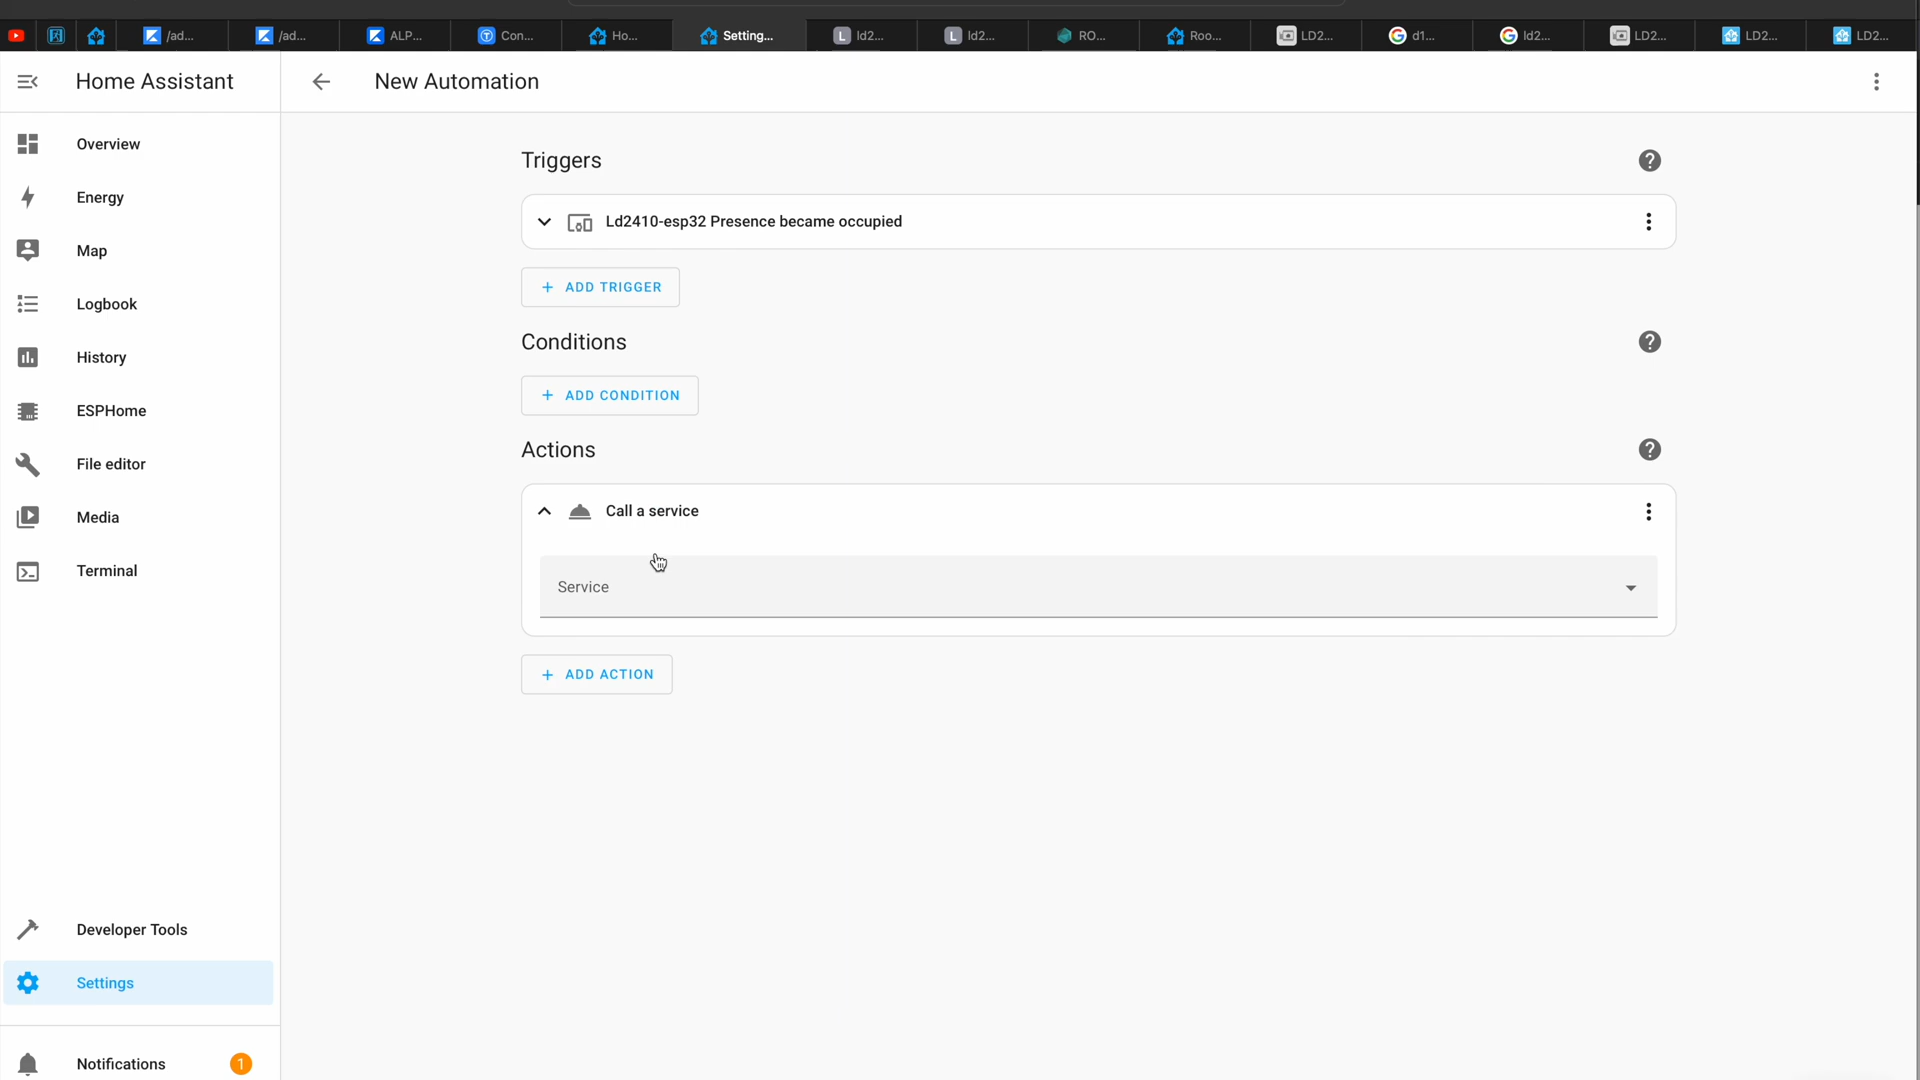 /ad...
/ad...
ALP...
Con...
Ho...
Setting...
ld2...
ld2...
RO...
Roo...
LD2...
d1...
ld2...
LD2...
LD2...
LD2...
Home Assistant
New Automation
Overview
Energy
Map
Logbook
History
ESPHome
File editor
Media
Terminal
Developer Tools
Settings
Notifications
1
Triggers
Ld2410-esp32 Presence became occupied
+ ADD TRIGGER
Conditions
+ ADD CONDITION
Actions
Call a service
Service
+ ADD ACTION